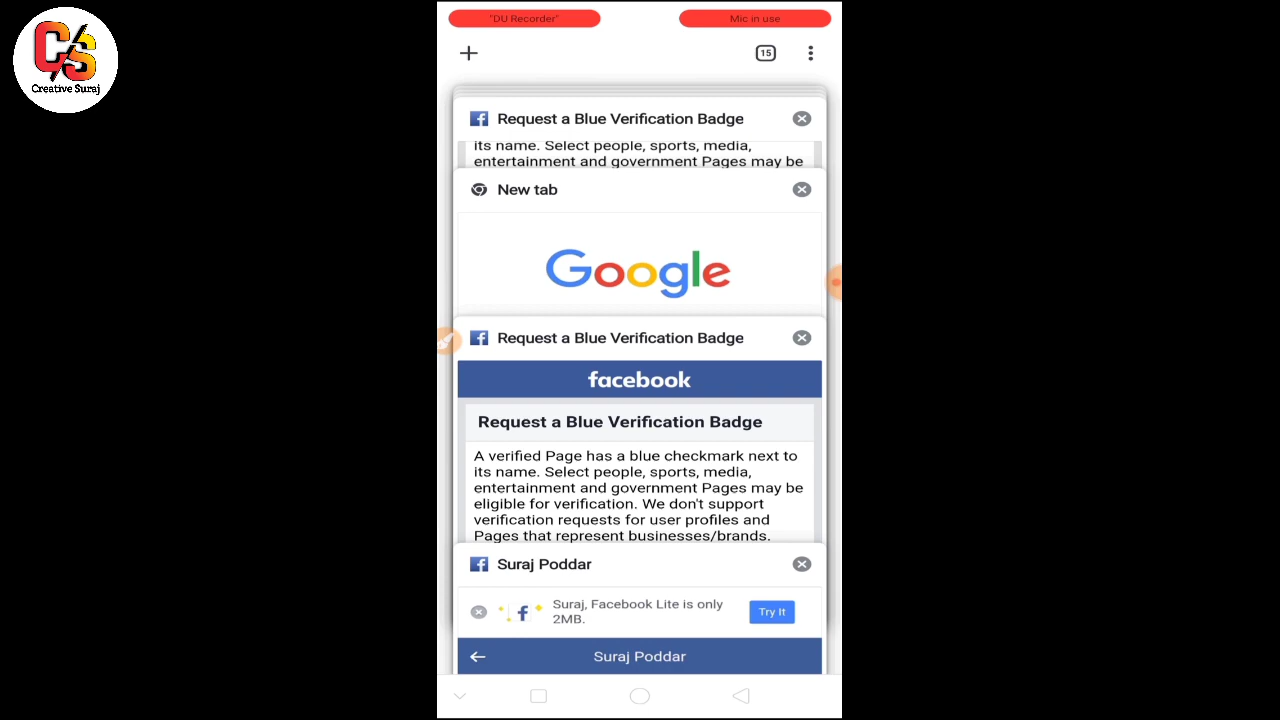 CS
Creative Suraj
"DU Recorder"
Mic in use
15
Request a Blue Verification Badge
its name. Select people, sports, media,
entertainment and government Pages may be
New tab
Google
Request a Blue Verification Badge
facebook
Request a Blue Verification Badge
A verified Page has a blue checkmark next to
its name. Select people, sports, media,
entertainment and government Pages may be
eligible for verification. We don't support
verification requests for user profiles and
Pages that represent businesses/brands.
Suraj Poddar
Suraj, Facebook Lite is only
2MB.
Try It
Suraj Poddar